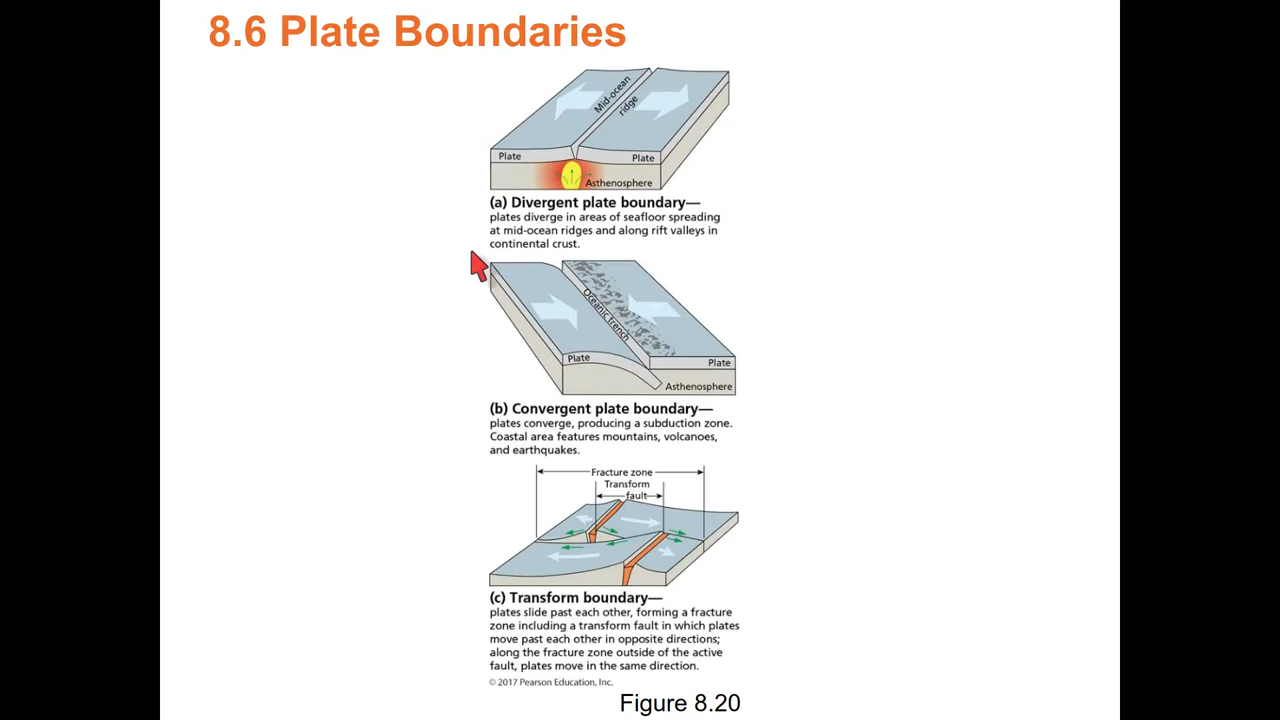 8.6 Plate Boundaries
Mid-ocean
ridge
Plate
Plate
Asthenosphere
(a) Divergent plate boundary—
plates diverge in areas of seafloor spreading
at mid-ocean ridges and along rift valleys in
continental crust.
Oceanic trench
Plate
Plate
Asthenosphere
(b) Convergent plate boundary—
plates converge, producing a subduction zone.
Coastal area features mountains, volcanoes,
and earthquakes.
Fracture zone
Transform
fault
(c) Transform boundary—
plates slide past each other, forming a fracture
zone including a transform fault in which plates
move past each other in opposite directions;
along the fracture zone outside of the active
fault, plates move in the same direction.
© 2017 Pearson Education, Inc.
Figure 8.20